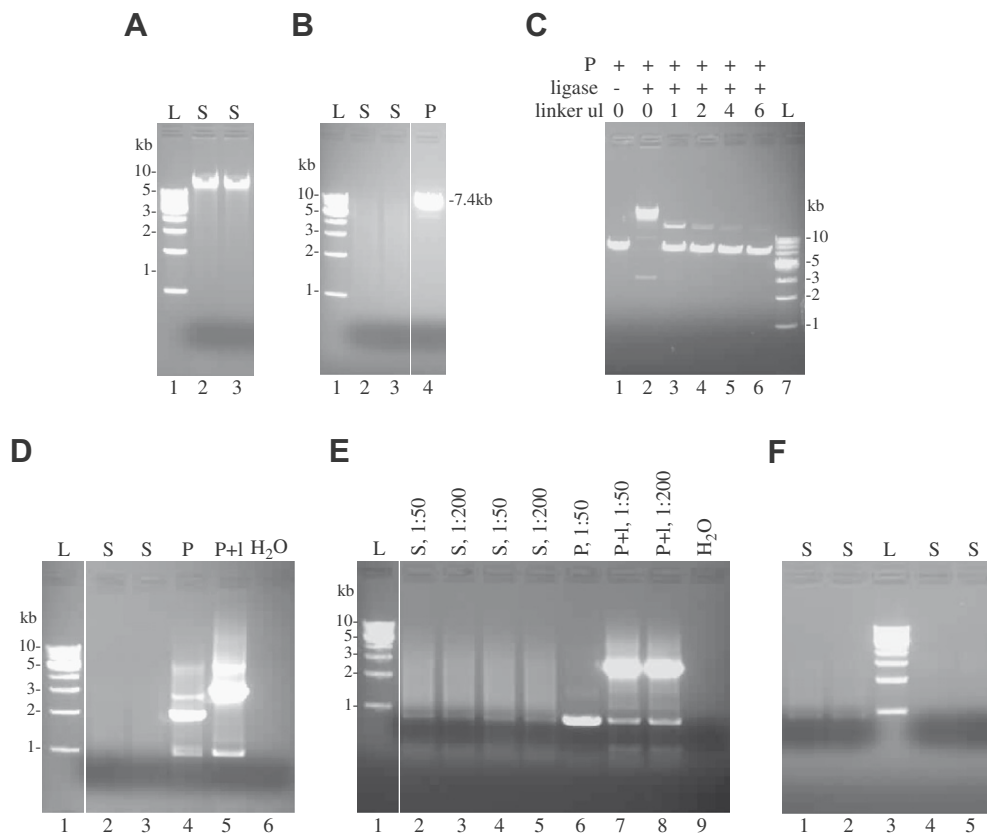 A
B
C
P + + + + + +
ligase - + + + + +
linker ul 0 0 1 2 4 6 L
L S S
kb
10-
5-
3-
2-
1-
1 2 3
L S S P
kb
10-
5-
3-
2-
1-
-7.4kb
1 2 3 4
kb
-10
-5
-3
-2
-1
1 2 3 4 5 6 7
D
E
F
L S S P P+l H2O
kb
10-
5-
3-
2-
1-
1 2 3 4 5 6
L
S, 1:50
S, 1:200
S, 1:50
S, 1:200
P, 1:50
P+l, 1:50
P+l, 1:200
H2O
kb
10-
5-
3-
2-
1-
1 2 3 4 5 6 7 8 9
S S L S S
1 2 3 4 5